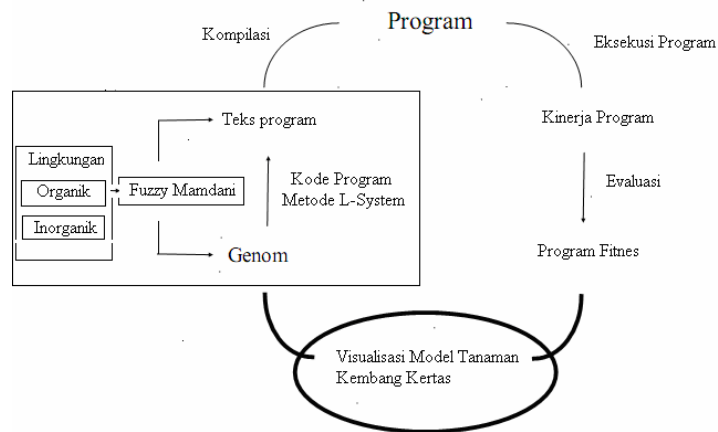 Program
Kompilasi
Eksekusi Program
Teks program
Kinerja Program
Lingkungan
Organik
Fuzzy Mamdani
Kode Program
Metode L-System
Evaluasi
Inorganik
Genom
Program Fitnes
Visualisasi Model Tanaman
Kembang Kertas